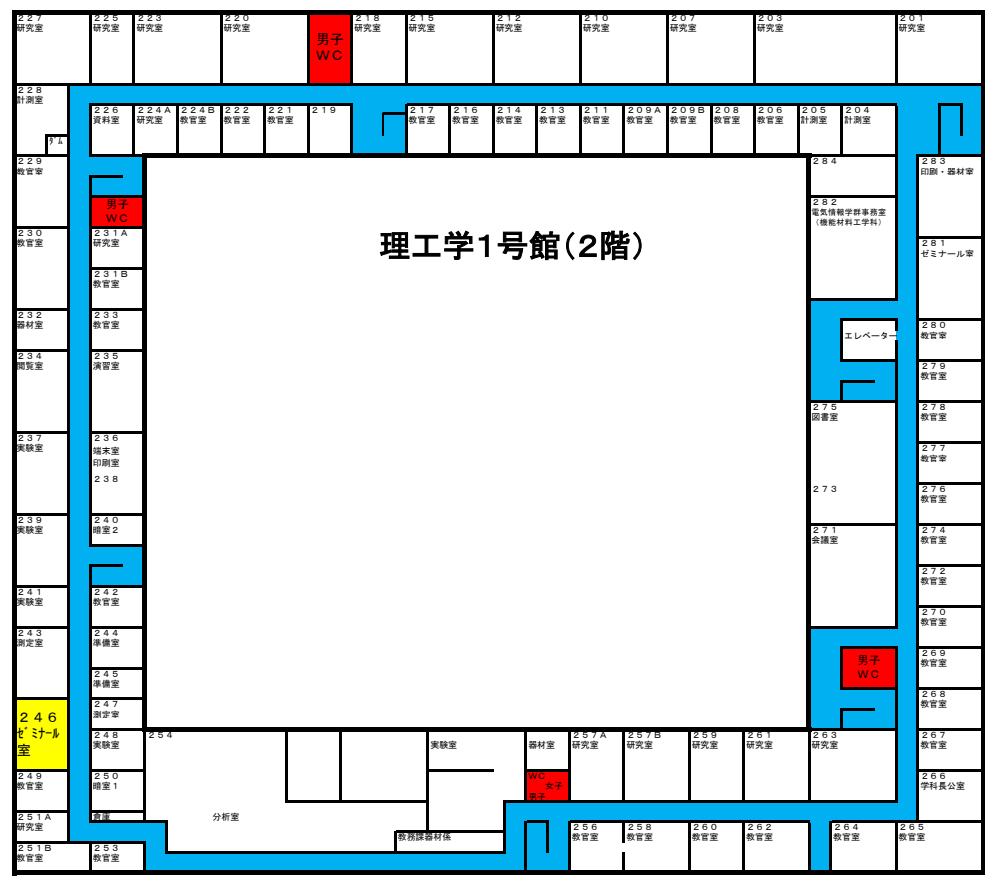 ２２７
研究室
２２５
研究室
２２３
研究室
２２０
研究室
男子
ＷＣ
２１８
研究室
２１５
研究室
２１２
研究室
２１０
研究室
２０７
研究室
２０３
研究室
２０１
研究室
２２８
計測室
ﾀﾞﾑ
２２６
資料室
２２４Ａ
研究室
２２４Ｂ
教官室
２２２
教官室
２２１
教官室
２１９
２１７
教官室
２１６
教官室
２１４
教官室
２１３
教官室
２１１
教官室
２０９Ａ
教官室
２０９Ｂ
教官室
２０８
教官室
２０６
教官室
２０５
計測室
２０４
計測室
２２９
教官室
男子
ＷＣ
２３０
教官室
２３１Ａ
研究室
２３１Ｂ
教官室
２３２
器材室
２３３
教官室
２３４
閲覧室
２３５
演習室
２３７
実験室
２３６
端末室
印刷室
２３８
２３９
実験室
２４０
暗室２
２４１
実験室
２４２
教官室
２４３
測定室
２４４
準備室
２４５
準備室
２４６
ｾﾞﾐﾅｰﾙ
室
２４７
測定室
２４８
実験室
２４９
教官室
２５０
暗室１
２５１Ａ
研究室
倉庫
２５１Ｂ
教官室
２５３
教官室
理工学１号館（２階）
２８４
２８２
電気情報学群事務室
（機能材料工学科）
２８３
印刷・器材室
２８１
ゼミナール室
エレベーター
２８０
教官室
２７９
教官室
２７５
図書室
２７３
２７８
教官室
２７７
教官室
２７６
教官室
２７１
会議室
２７４
教官室
２７２
教官室
２７０
教官室
男子
ＷＣ
２６９
教官室
２６８
教官室
２６７
教官室
２６６
学科長公室
２５４
分析室
実験室
教務課器材係
器材室
ＷＣ
女子
男子
２５７Ａ
研究室
２５７Ｂ
研究室
２５９
研究室
２６１
研究室
２６３
研究室
２５６
教官室
２５８
教官室
２６０
教官室
２６２
教官室
２６４
教官室
２６５
教官室